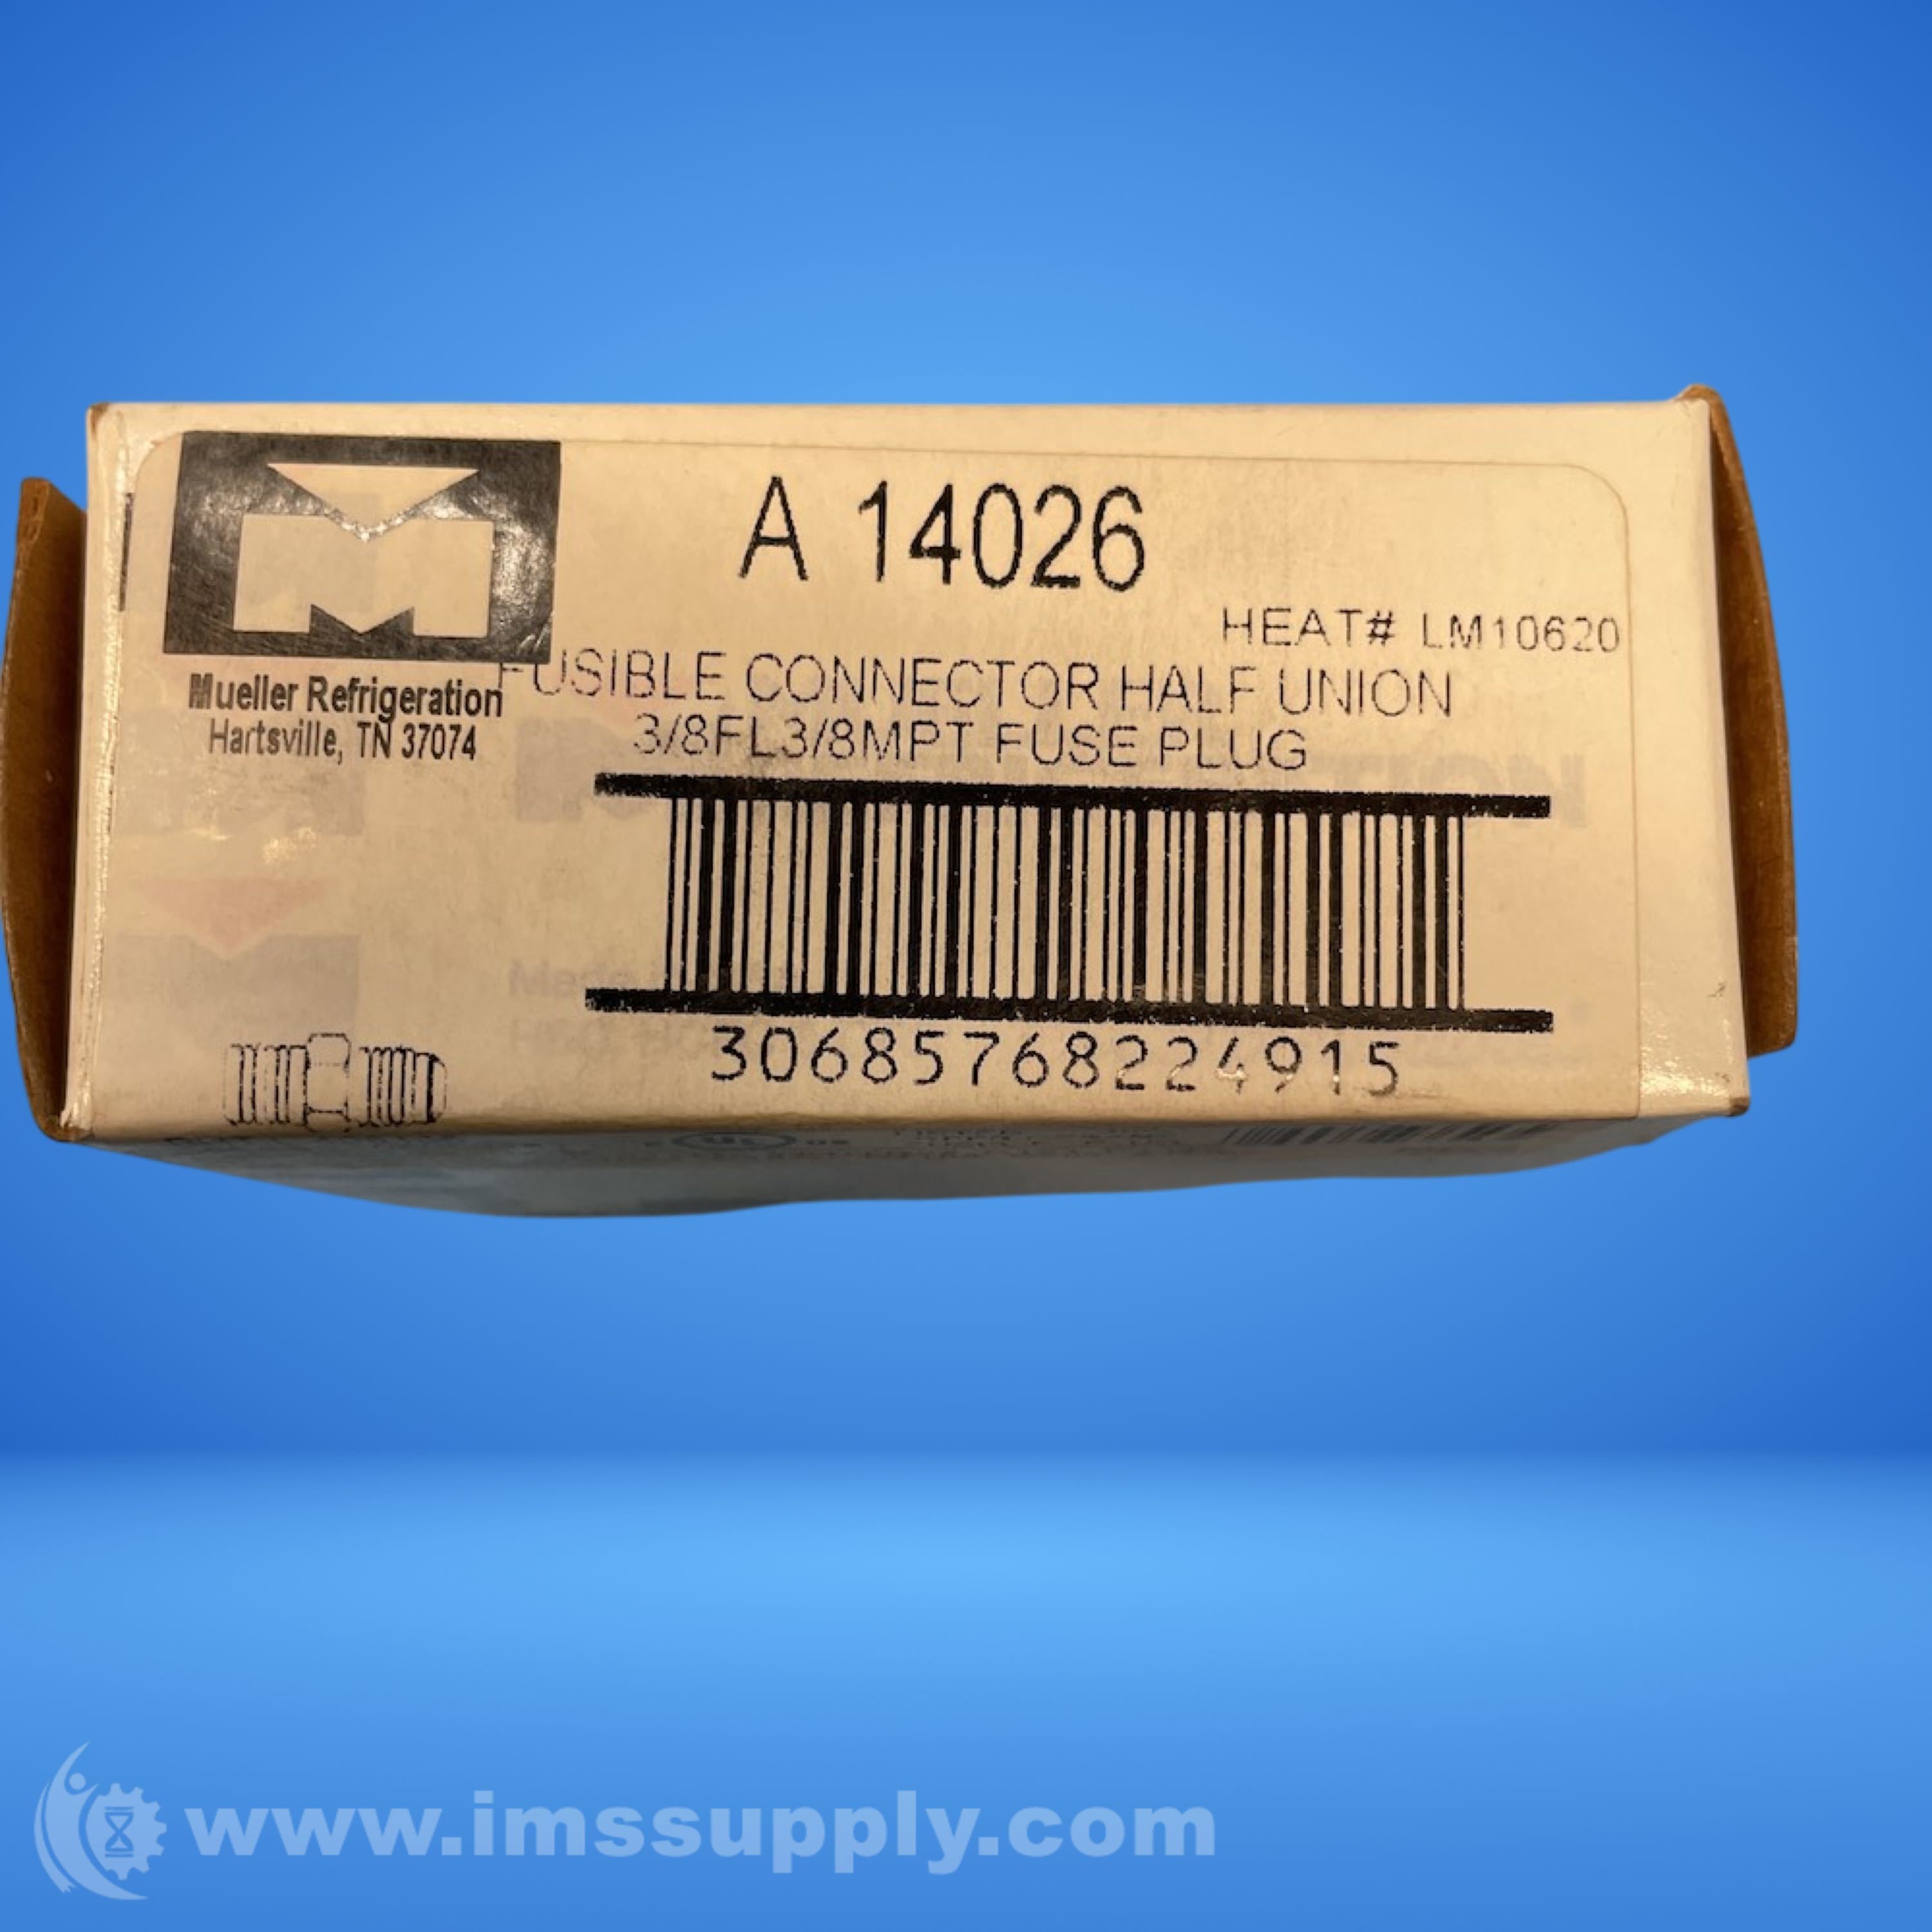 A 14026
HEAT# LM10620
Mueller Refrigeration
Hartsville, TN 37074
FUSIBLE CONNECTOR HALF UNION
3/8FL3/8MPT FUSE PLUG
30685768224915
www.imssupply.com